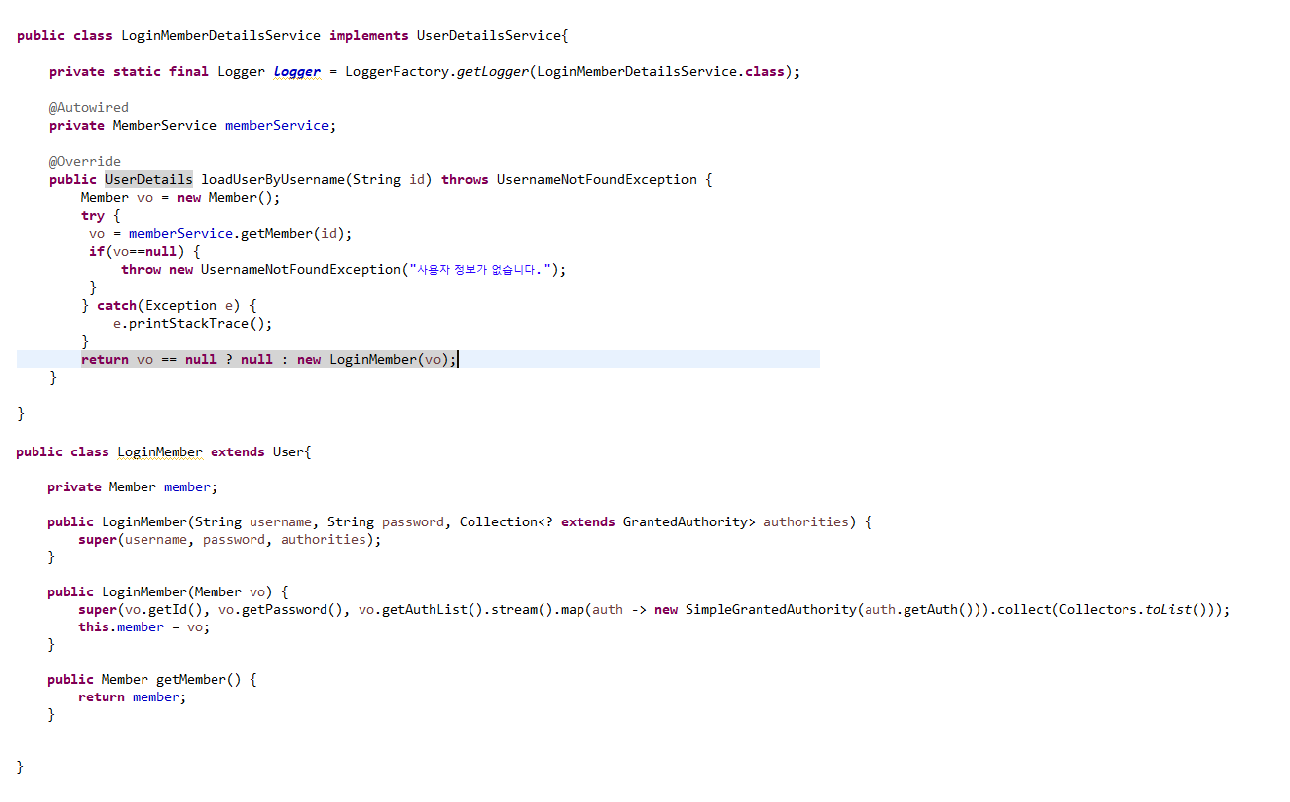 public class LoginMemberDetailsService implements UserDetailsService{
private static final Logger logger = LoggerFactory.getLogger(LoginMemberDetailsService.class);
@Autowired
private MemberService memberService;
@Override
public UserDetails loadUserByUsername(String id) throws UsernameNotFoundException {
Member vo = new Member();
try {
vo = memberService.getMember(id);
if(vo==null) {
throw new UsernameNotFoundException("사용자 정보가 없습니다.");
}
} catch(Exception e) {
e.printStackTrace();
}
return vo == null ? null : new LoginMember(vo);
}
}
public class LoginMember extends User{
private Member member;
public LoginMember(String username, String password, Collection<? extends GrantedAuthority> authorities) {
super(username, password, authorities);
}
public LoginMember(Member vo) {
super(vo.getId(), vo.getPassword(), vo.getAuthList().stream().map(auth -> new SimpleGrantedAuthority(auth.getAuth())).collect(Collectors.toList()));
this.member = vo;
}
public Member getMember() {
return member;
}
}